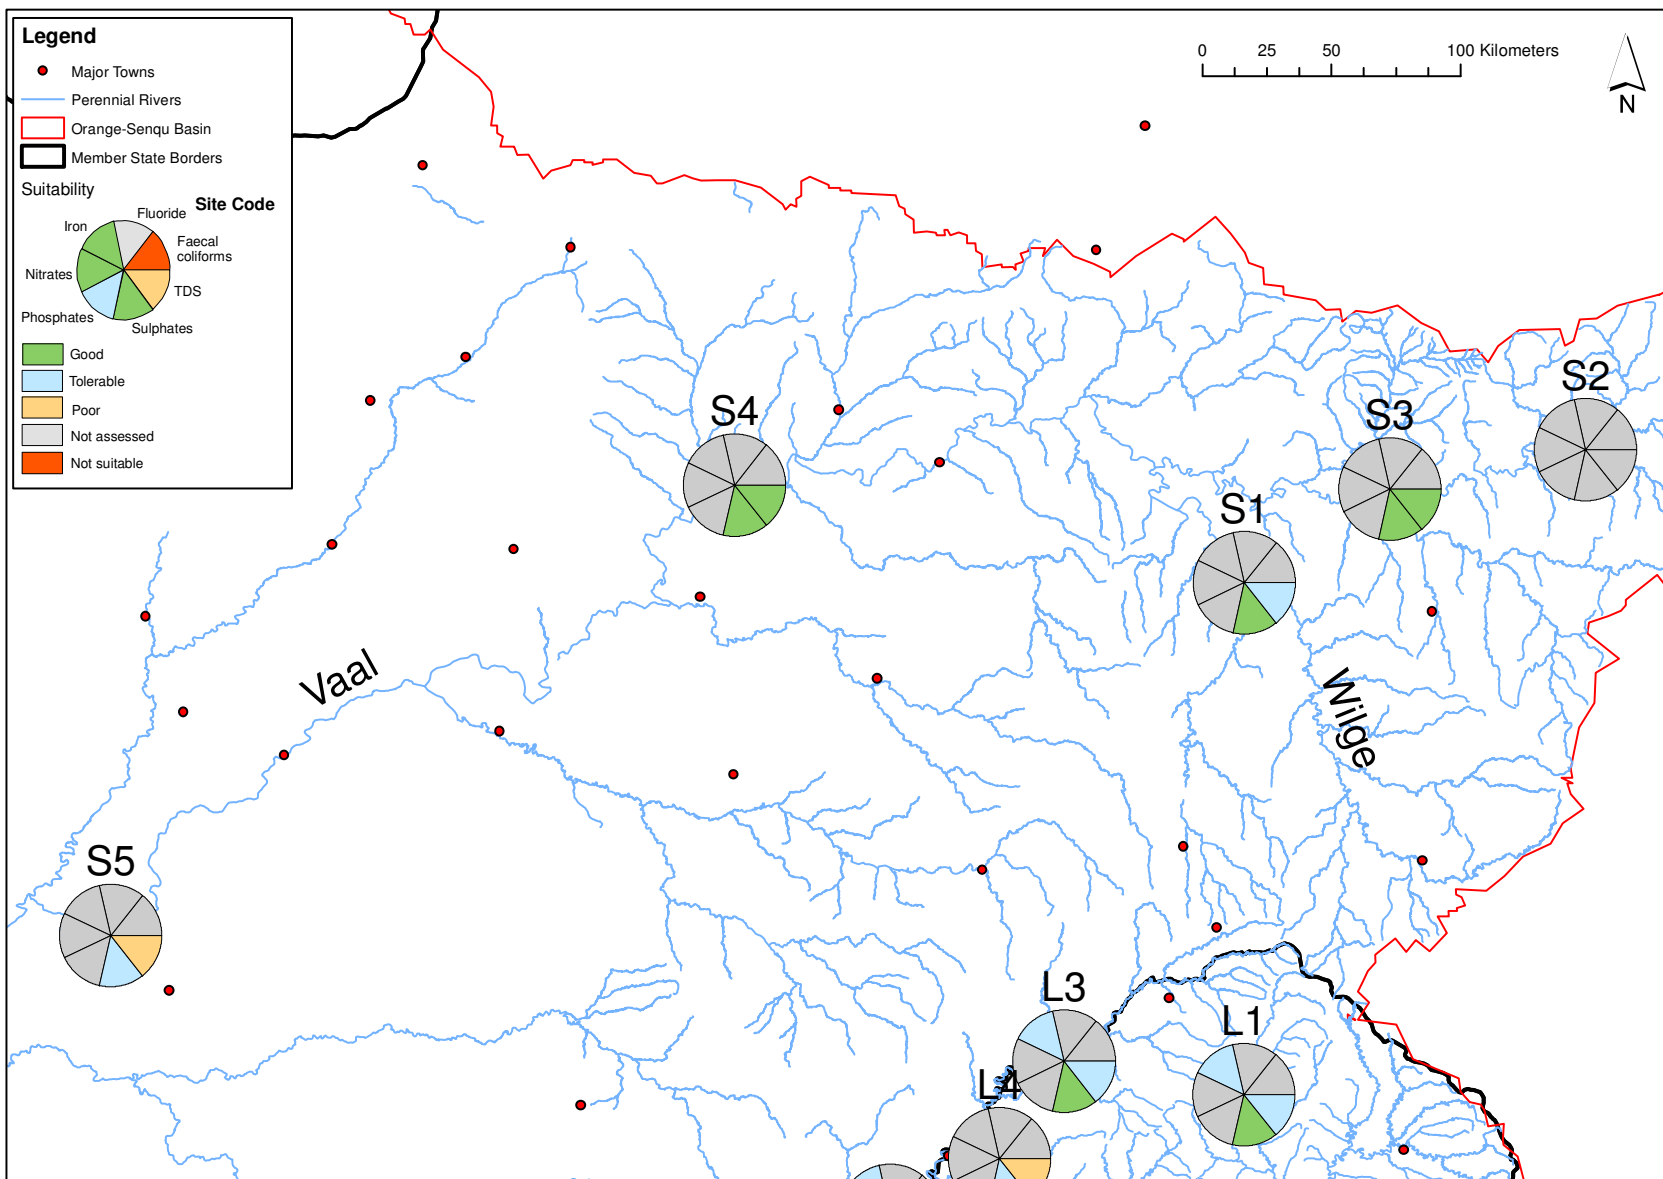 Legend
Major Towns
Perennial Rivers
Orange-Senqu Basin
Member State Borders
Suitability
Site Code
Fluoride
Iron
Faecal
coliforms
Nitrates
TDS
Phosphates
Sulphates
Good
Tolerable
Poor
Not assessed
Not suitable
0 25 50 100 Kilometers
N
S2
S4
S3
S1
Vaal
Wilge
S5
L3
L1
L4